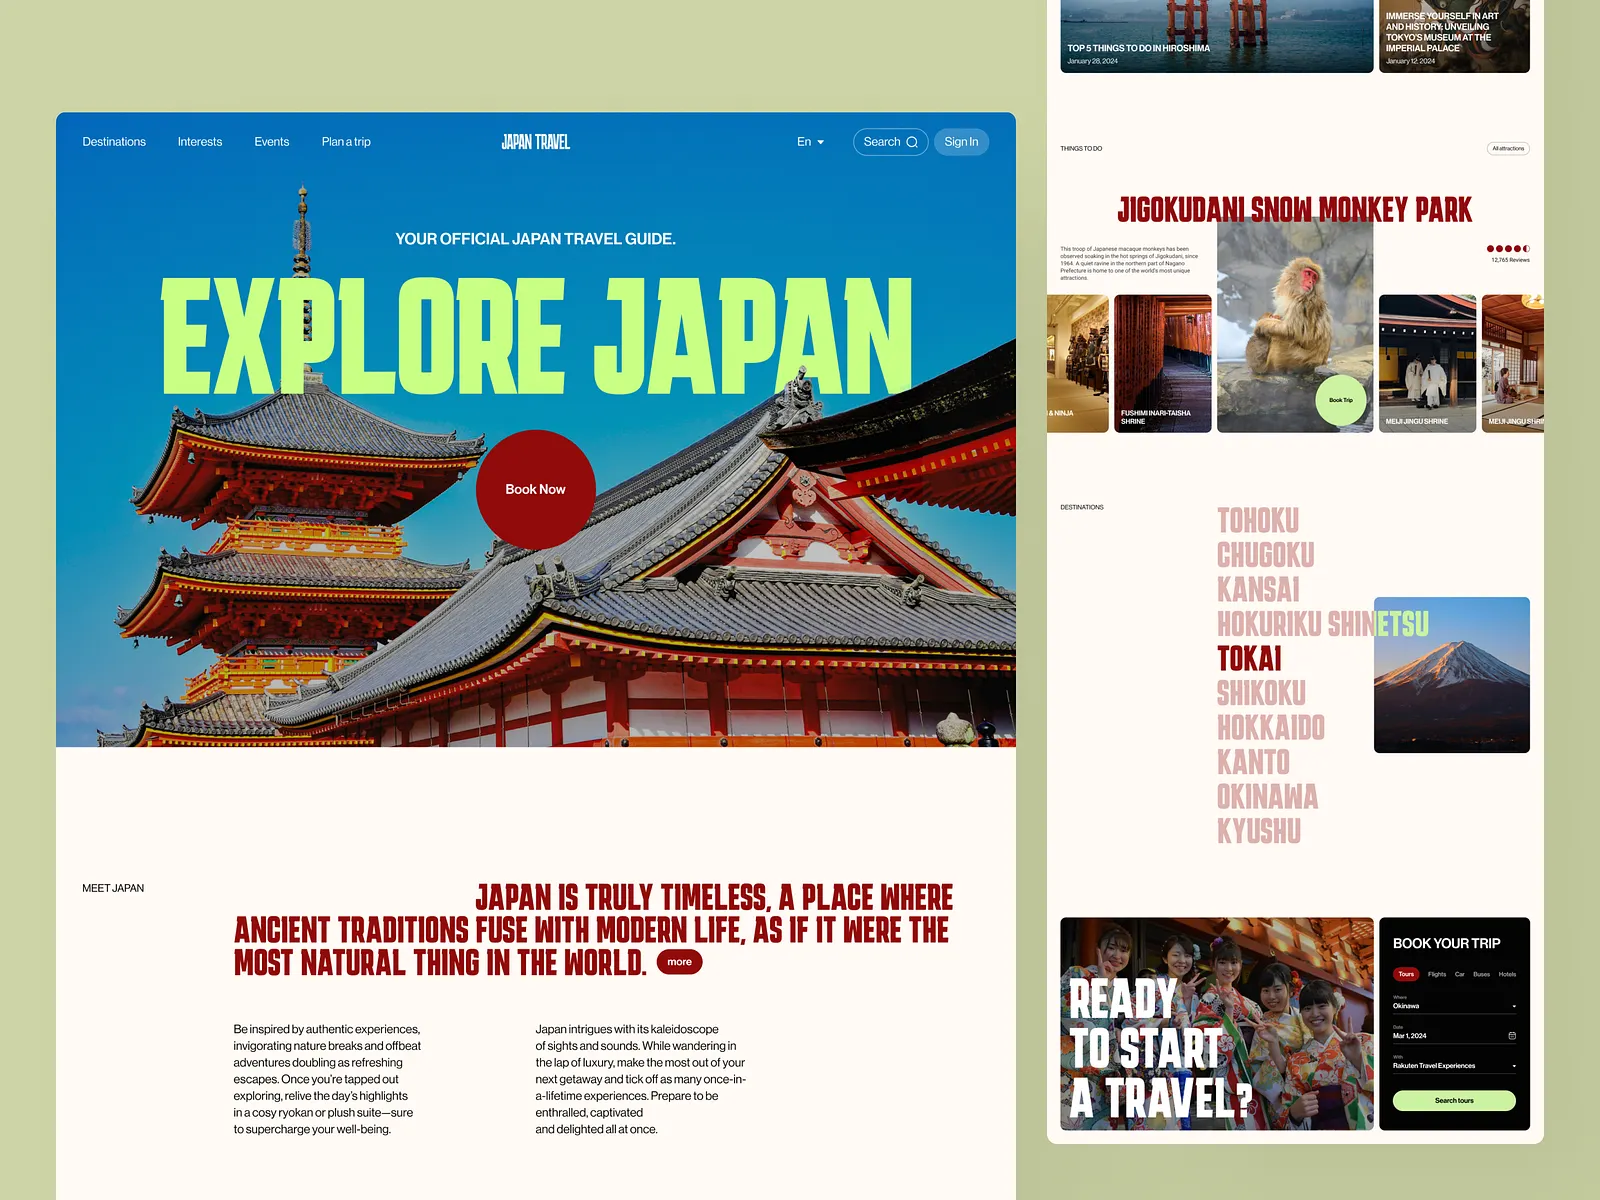 Destinations
Interests
Events
Plan a trip
JAPAN TRAVEL
En
Search
Sign In
YOUR OFFICIAL JAPAN TRAVEL GUIDE.
EXPLORE JAPAN
Book Now
MEET JAPAN
JAPAN IS TRULY TIMELESS, A PLACE WHERE
ANCIENT TRADITIONS FUSE WITH MODERN LIFE, AS IF IT WERE THE
MOST NATURAL THING IN THE WORLD.
more
Be inspired by authentic experiences,
invigorating nature breaks and offbeat
adventures doubling as refreshing
escapes. Once you're tapped out
exploring, relive the day's highlights
in a cosy ryokan or plush suite—sure
to supercharge your well-being.
Japan intrigues with its kaleidoscope
of sights and sounds. While wandering in
the lap of luxury, make the most out of your
next getaway and tick off as many once-in-
a-lifetime experiences. Prepare to be
enthralled, captivated
and delighted all at once.
TOP 5 THINGS TO DO IN HIROSHIMA
January 28, 2024
IMMERSE YOURSELF IN ART
AND HISTORY: UNVEILING
TOKYO'S MUSEUM AT THE
IMPERIAL PALACE
January 12, 2024
THINGS TO DO
All attractions
JIGOKUDANI SNOW MONKEY PARK
This troop of Japanese macaque monkeys has been
observed soaking in the hot springs of Jigokudani, since
1964. A quiet ravine in the northern part of Nagano
Prefecture is home to one of the world's most unique
attractions.
12,765 Reviews
& NINJA
FUSHIMI INARI-TAISHA
SHRINE
Book Trip
MEIJI JINGU SHRINE
MEIJI JINGU SHRIN
DESTINATIONS
TOHOKU
CHUGOKU
KANSAI
HOKURIKU SHINETSU
TOKAI
SHIKOKU
HOKKAIDO
KANTO
OKINAWA
KYUSHU
READY
TO START
A TRAVEL?
BOOK YOUR TRIP
Tours
Flights
Car
Buses
Hotels
Where
Okinawa
Date
Mar 1, 2024
With
Rakuten Travel Experiences
Search tours